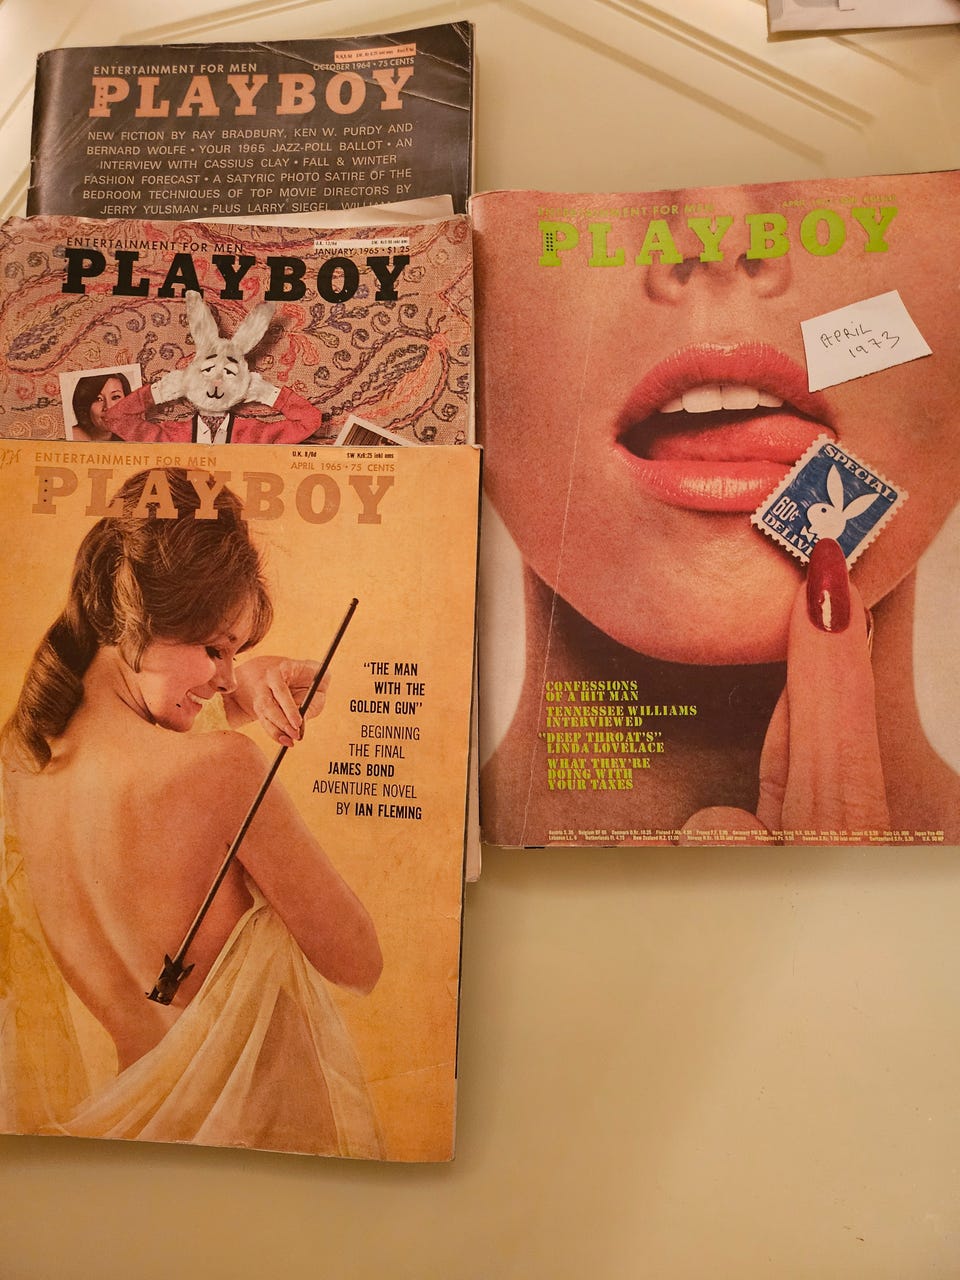 ENTERTAINMENT FOR MEN
OCTOBER 1964 • 75 CENTS
PLAYBOY
NEW FICTION BY RAY BRADBURY, KEN W. PURDY AND
BERNARD WOLFE • YOUR 1965 JAZZ-POLL BALLOT • AN
INTERVIEW WITH CASSIUS CLAY • FALL & WINTER
FASHION FORECAST • A SATYRIC PHOTO SATIRE OF THE
BEDROOM TECHNIQUES OF TOP MOVIE DIRECTORS BY
JERRY YULSMAN • PLUS LARRY SIEGEL,
ENTERTAINMENT FOR MEN
JANUARY, 1965 $1.25
PLAYBOY
ENTERTAINMENT FOR MEN
U.K. 8/6d
APRIL 1965 • 75 CENTS
PLAYBOY
"THE MAN
WITH THE
GOLDEN GUN"
BEGINNING
THE FINAL
JAMES BOND
ADVENTURE NOVEL
BY IAN FLEMING
ENTERTAINMENT FOR MEN
APRIL
PLAYBOY
APRIL
1973
SPECIAL
60¢
CONFESSIONS
OF A HIT MAN
TENNESSEE WILLIAMS
INTERVIEWED
"DEEP THROAT'S"
LINDA LOVELACE
WHAT THEY'RE
DOING WITH
YOUR TAXES